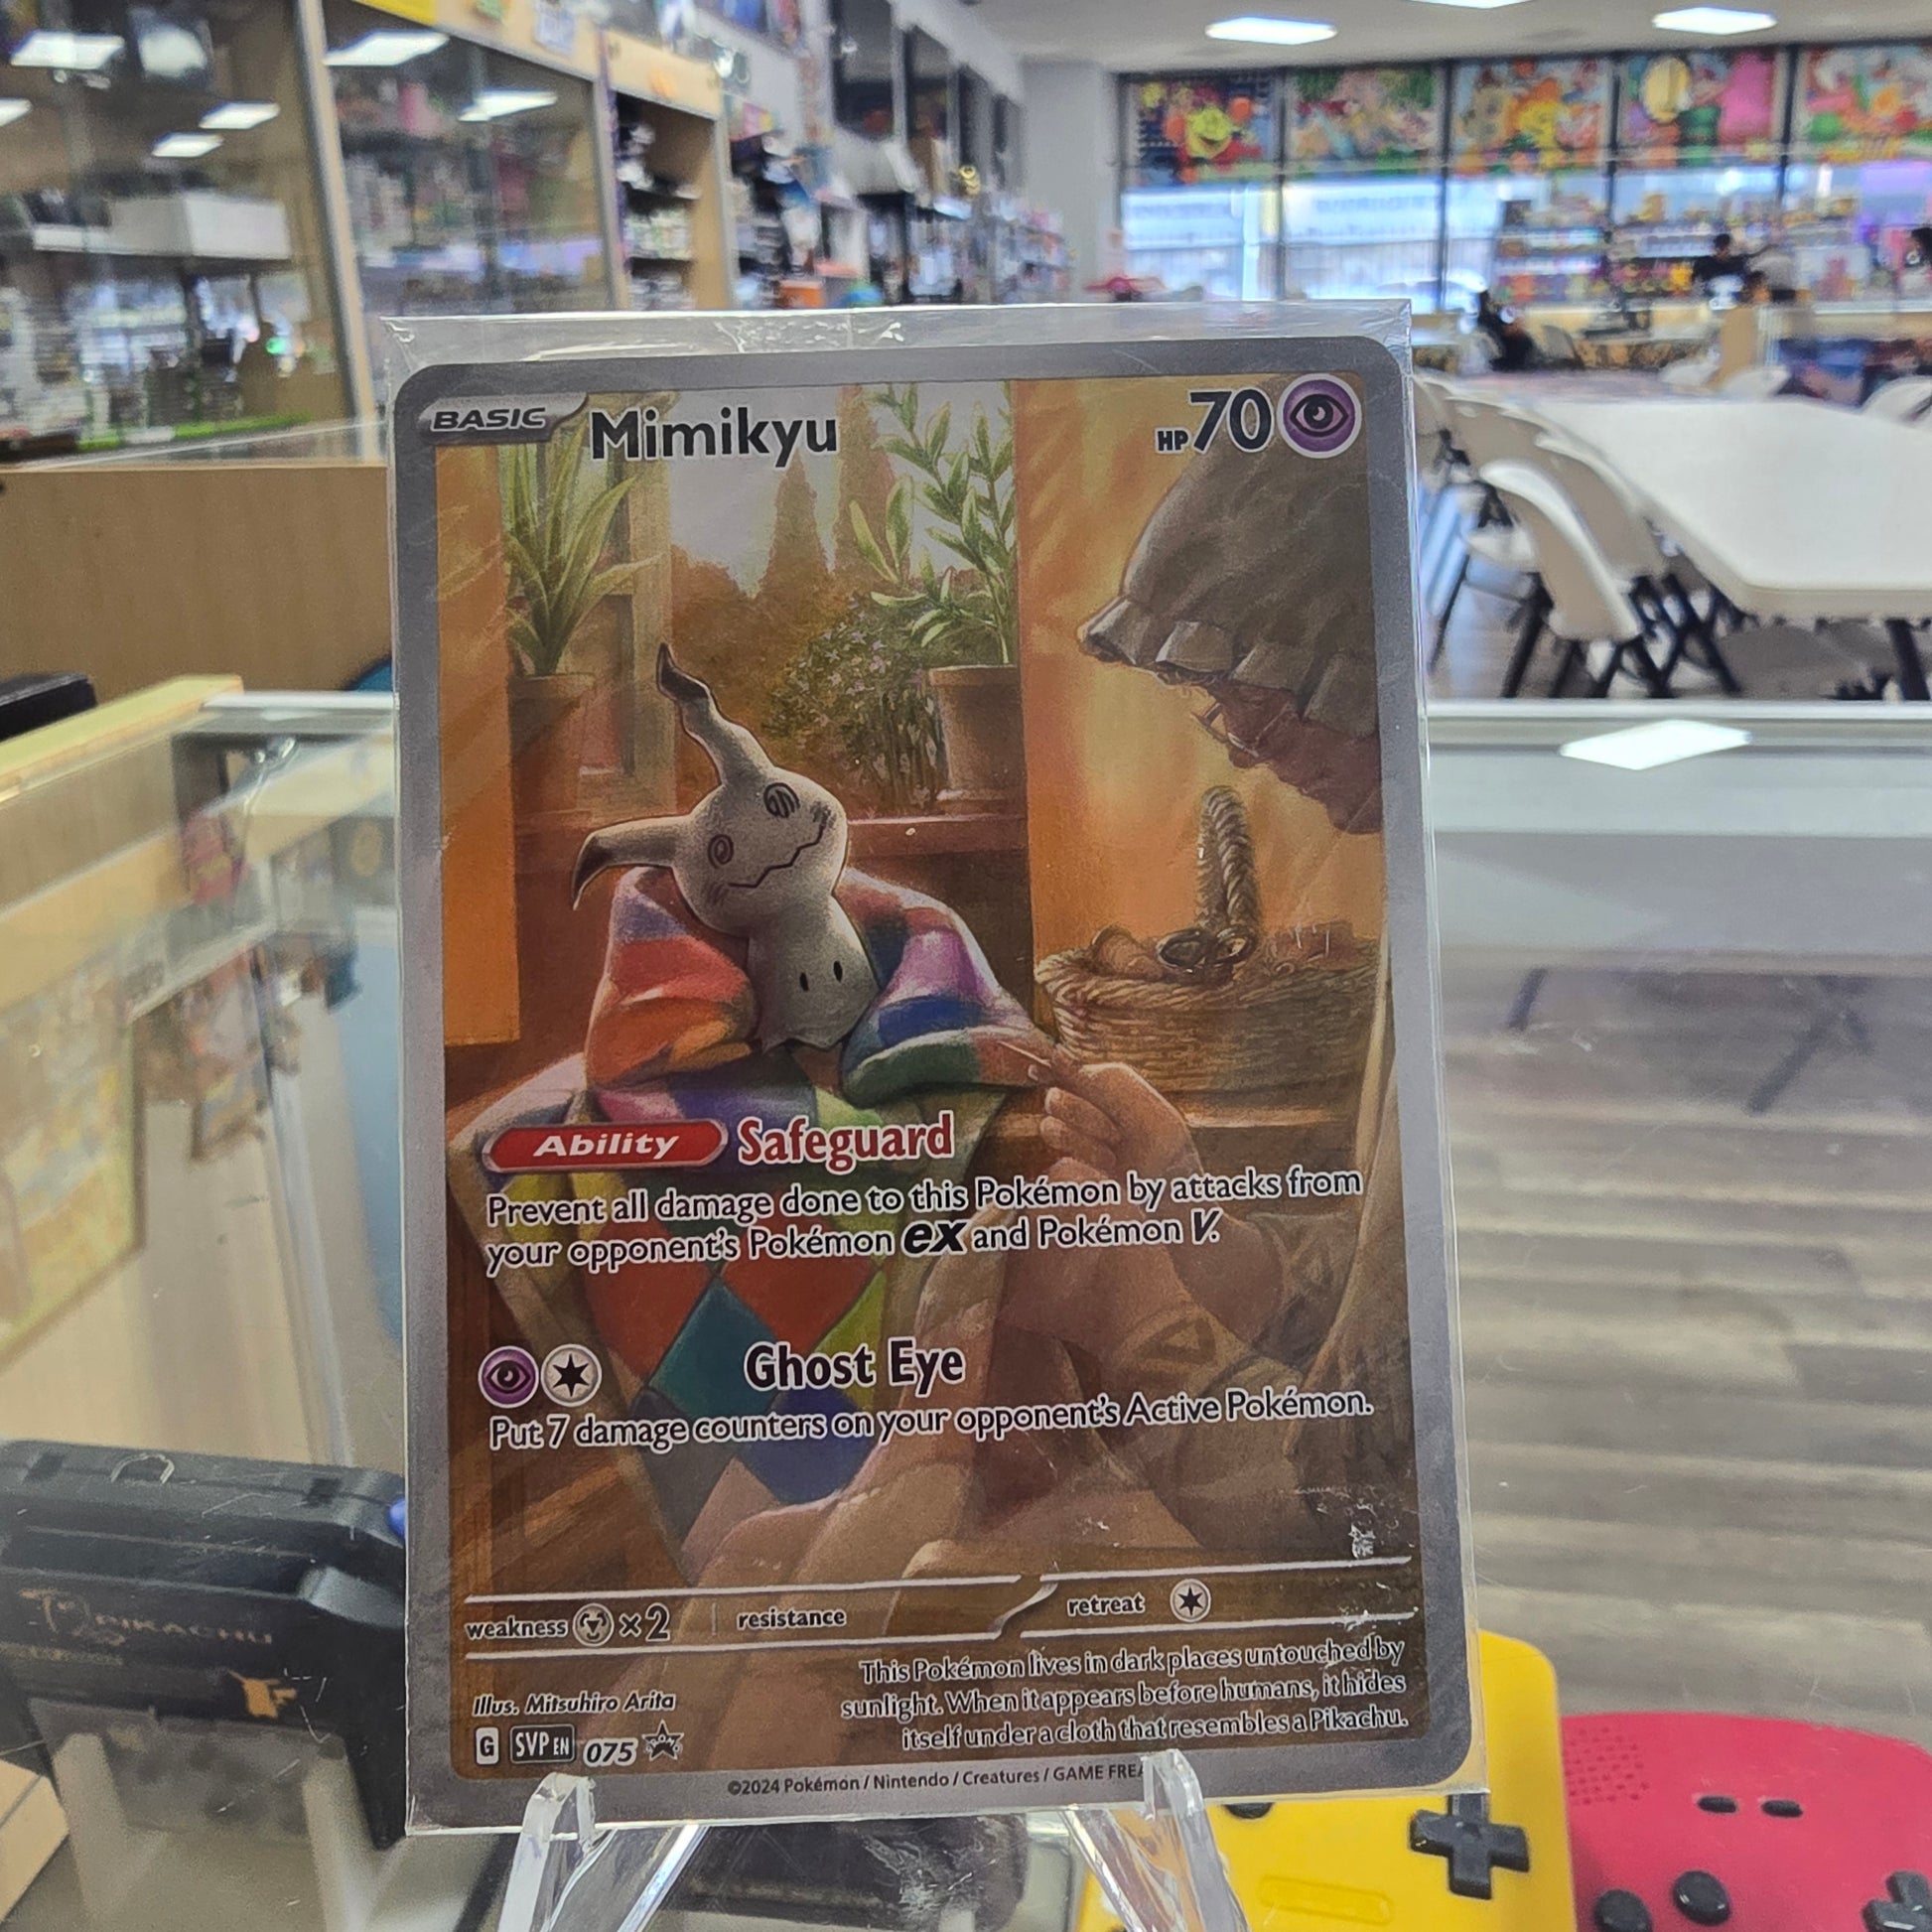 BASIC Mimikyu HP 70
Ability Safeguard
Prevent all damage done to this Pokémon by attacks from
your opponent's Pokémon ex and Pokémon V.
Ghost Eye
Put 7 damage counters on your opponent's Active Pokémon.
weakness ×2 resistance retreat
This Pokémon lives in dark places untouched by
sunlight. When it appears before humans, it hides
itself under a cloth that resembles a Pikachu.
Illus. Mitsuhiro Arita
G SVP EN 075
©2024 Pokémon / Nintendo / Creatures / GAME FREA